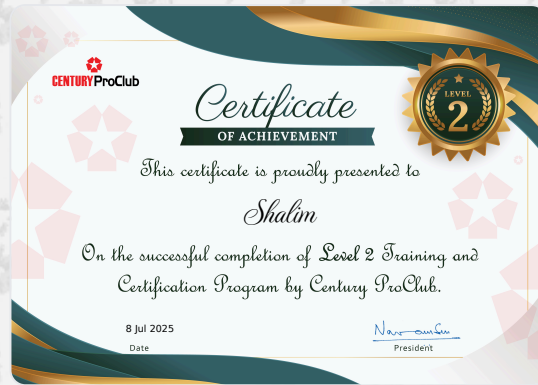 CENTURY ProClub
LEVEL
2
Certificate
OF ACHIEVEMENT
This certificate is proudly presented to
Shalim
On the successful completion of Level 2 Training and
Certification Program by Century ProClub.
8 Jul 2025
Date
President